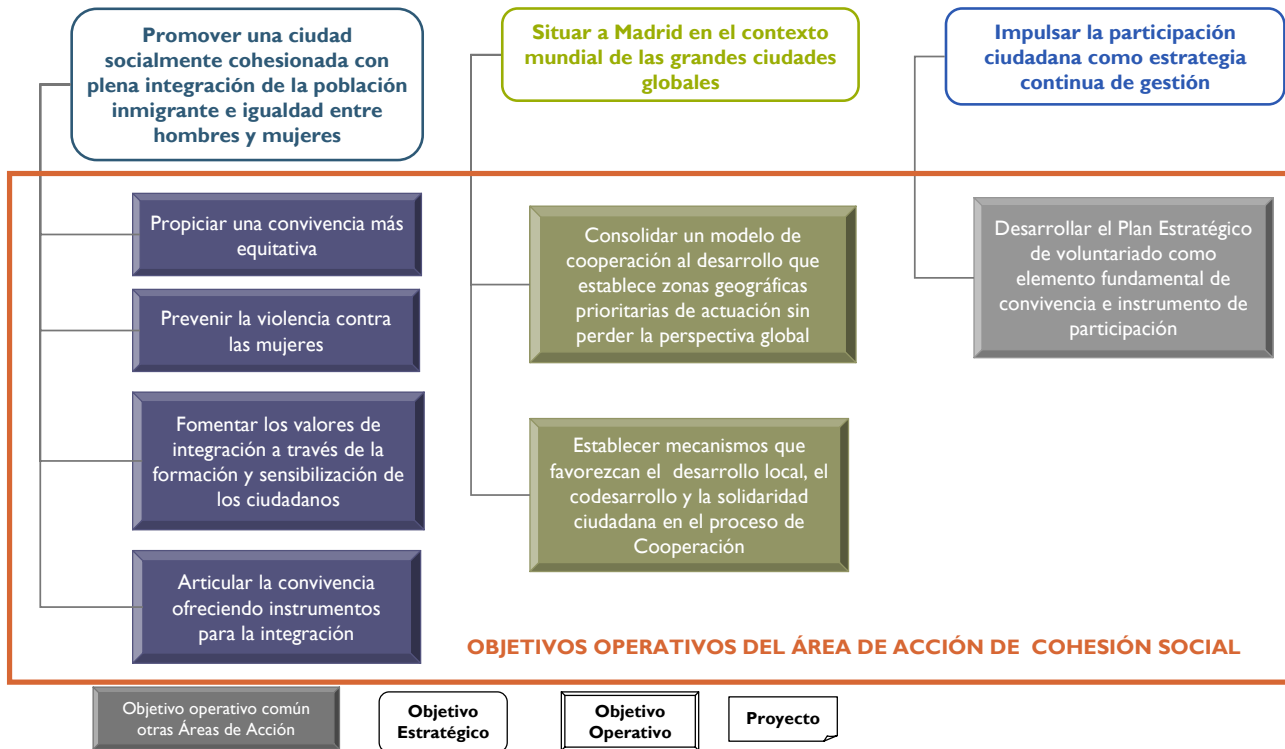 Promover una ciudad
socialmente cohesionada con
plena integración de la población
inmigrante e igualdad entre
hombres y mujeres
Situar a Madrid en el contexto
mundial de las grandes ciudades
globales
Impulsar la participación
ciudadana como estrategia
continua de gestión
Propiciar una convivencia más
equitativa
Prevenir la violencia contra
las mujeres
Fomentar los valores de
integración a través de la
formación y sensibilización de
los ciudadanos
Articular la convivencia
ofreciendo instrumentos
para la integración
Consolidar un modelo de
cooperación al desarrollo que
establece zonas geográficas
prioritarias de actuación sin
perder la perspectiva global
Establecer mecanismos que
favorezcan el desarrollo local, el
codesarrollo y la solidaridad
ciudadana en el proceso de
Cooperación
Desarrollar el Plan Estratégico
de voluntariado como
elemento fundamental de
convivencia e instrumento de
participación
OBJETIVOS OPERATIVOS DEL ÁREA DE ACCIÓN DE COHESIÓN SOCIAL
Objetivo operativo común
otras Áreas de Acción
Objetivo
Estratégico
Objetivo
Operativo
Proyecto